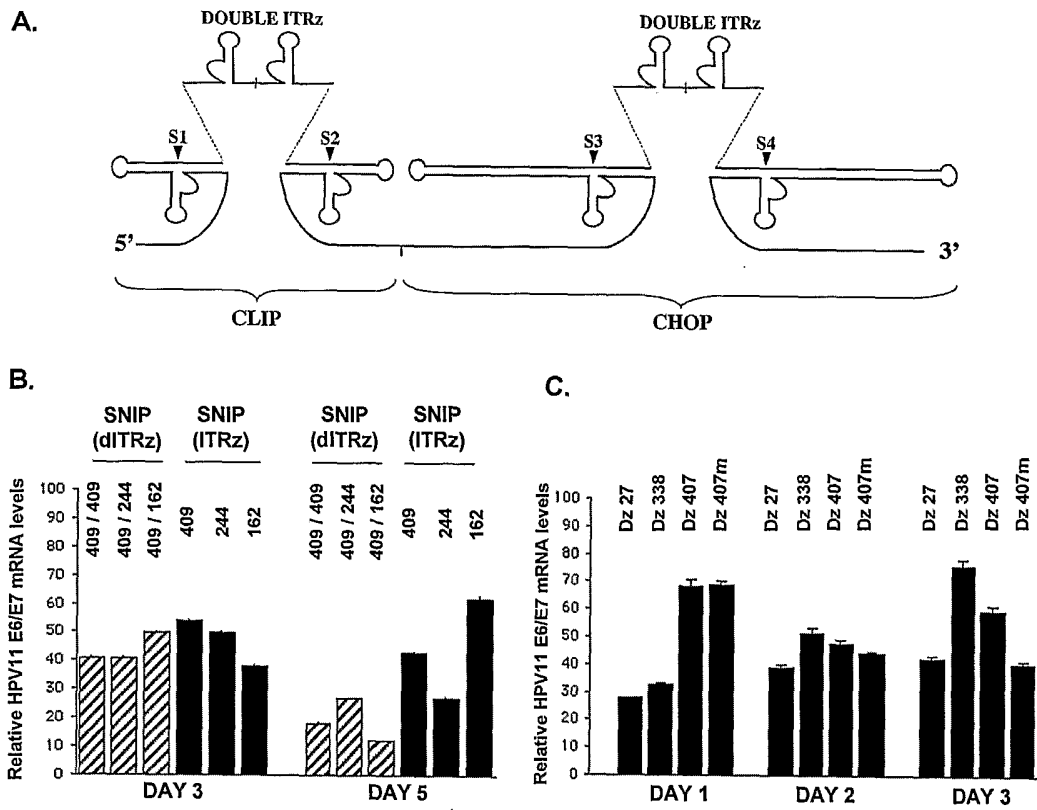 A.
DOUBLE ITRz DOUBLE ITRz
S1 S2 S3 S4
5' 3'
CLIP CHOP
B.
SNIP (dITRz) SNIP (ITRz) SNIP (dITRz) SNIP (ITRz)
409 / 409 409 / 244 409 / 162 409 244 162 409 / 409 409 / 244 409 / 162 409 244 162
Relative HPV11 E6/E7 mRNA levels
100
90
80
70
60
50
40
30
20
10
0
DAY 3 DAY 5
C.
Dz 27 Dz 338 Dz 407 Dz 407m Dz 27 Dz 338 Dz 407 Dz 407m Dz 27 Dz 338 Dz 407 Dz 407m
Relative HPV11 E6/E7 mRNA levels
100
90
80
70
60
50
40
30
20
10
0
DAY 1 DAY 2 DAY 3